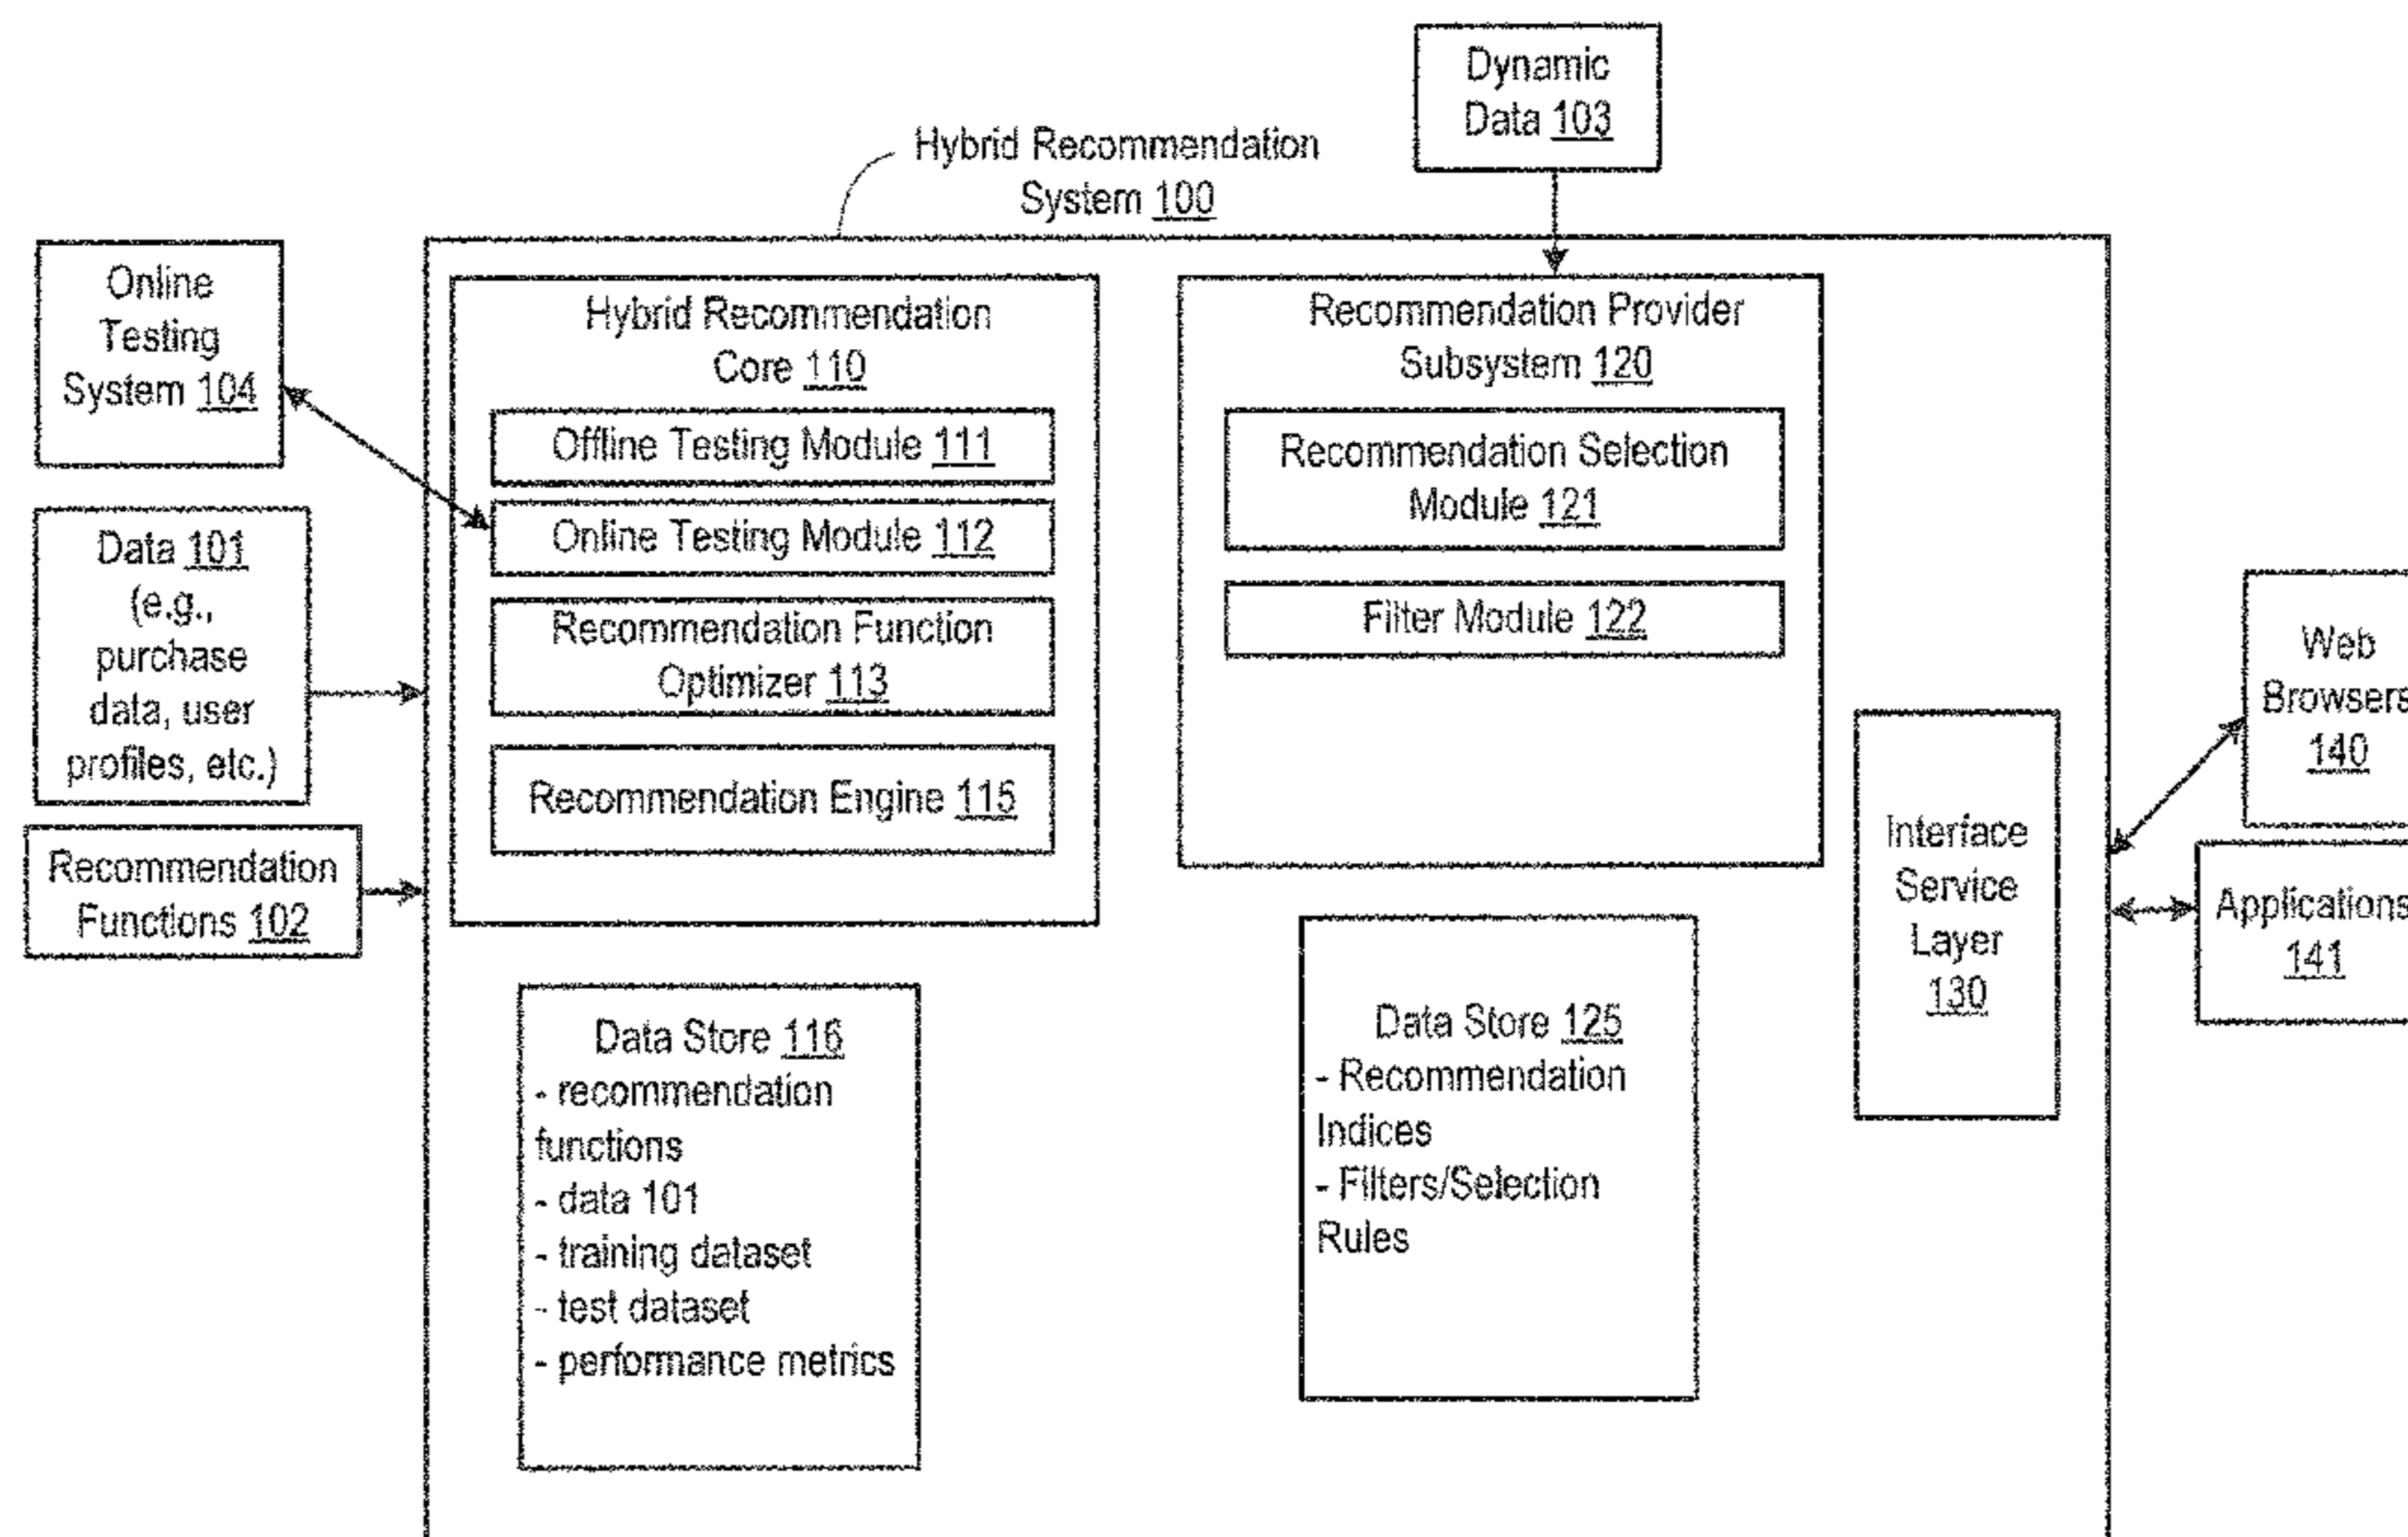 Dynamic
Data 103
Hybrid Recommendation
System 100
Online
Testing
System 104
Data 101
(e.g.,
purchase
data, user
profiles, etc.)
Recommendation
Functions 102
Hybrid Recommendation
Core 110
Offline Testing Module 111
Online Testing Module 112
Recommendation Function
Optimizer 113
Recommendation Engine 115
Recommendation Provider
Subsystem 120
Recommendation Selection
Module 121
Filter Module 122
Interface
Service
Layer
130
Web
Browsers
140
Applications
141
Data Store 116
- recommendation
functions
- data 101
- training dataset
- test dataset
- performance metrics
Data Store 125
- Recommendation
Indices
- Filters/Selection
Rules